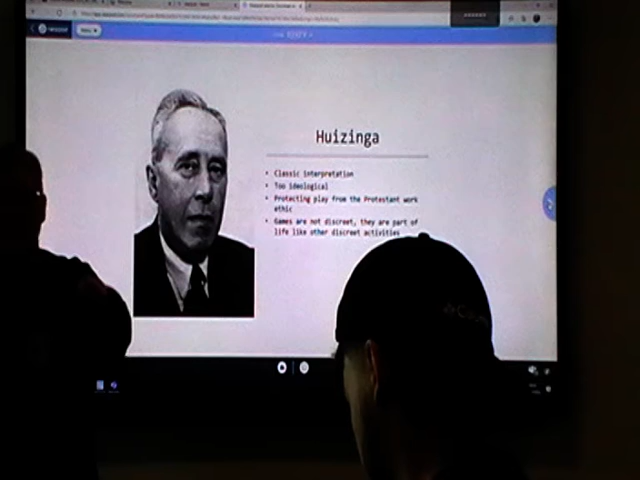 Huizinga
• Classic interpretation
• Too ideological
• Protecting play from the Protestant work
ethic
• Games are not discreet, they are part of
life like other discreet activities